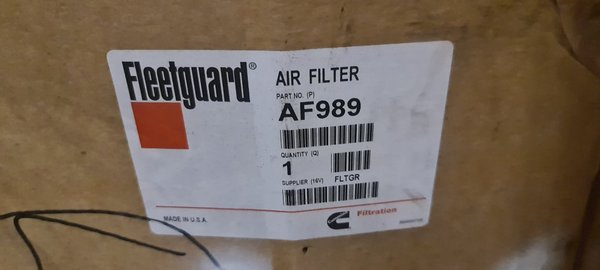 Fleetguard®
AIR FILTER
PART NO. (P)
AF989
QUANTITY (Q)
1
SUPPLIER (16V)
FLTGR
MADE IN U.S.A.
Filtration